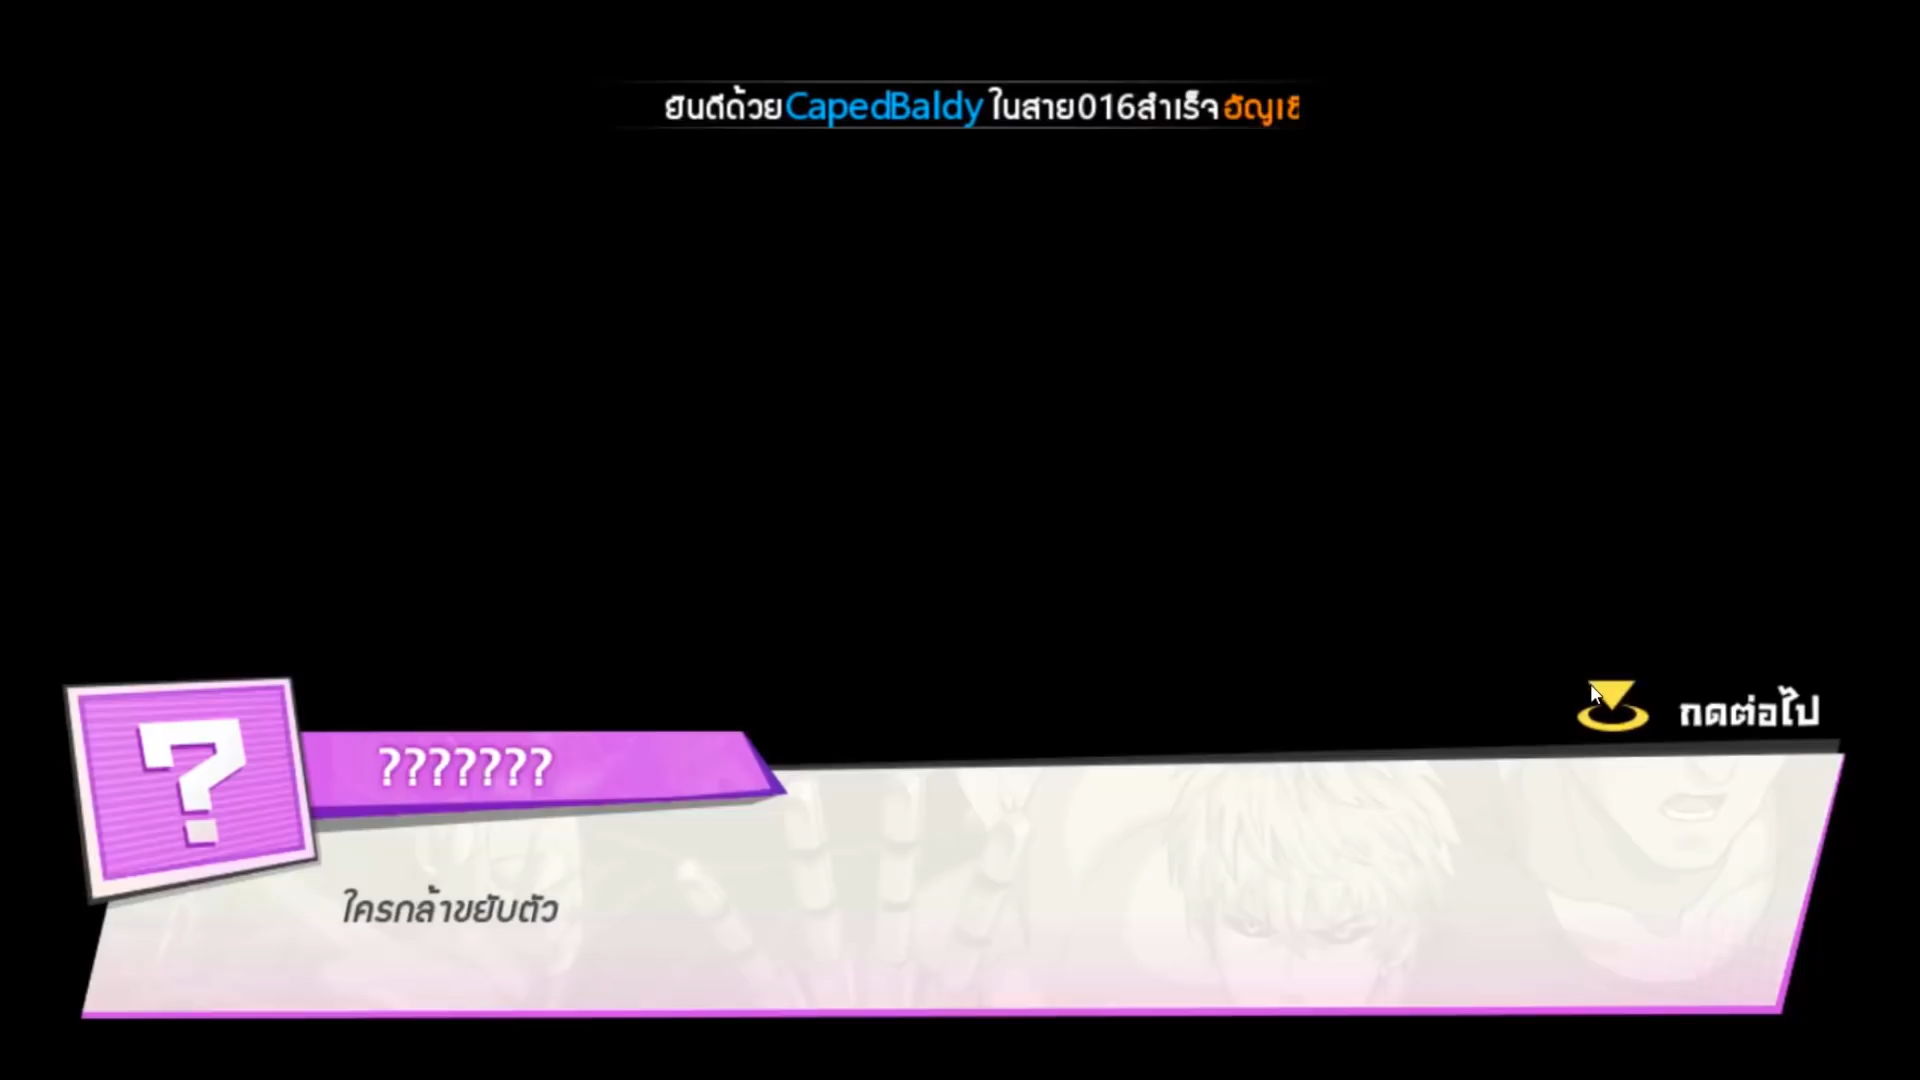 ยินดีด้วยCapedBaldy ในสาย016สำเร็จ
กดต่อไป
???????
ใครกล้าขยับตัว